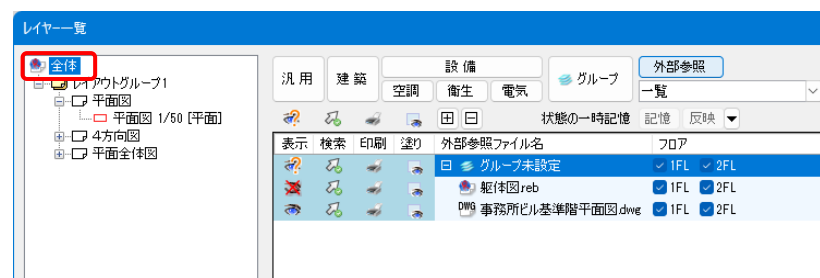 レイヤー一覧
全体
レイアウトグループ1
平面図
平面図 1/50 [平面]
4方向図
平面全体図
汎用 建築 設備 グループ 外部参照
空調 衛生 電気 一覧
状態の一時記憶 記憶 反映
表示 検索 印刷 塗り 外部参照ファイル名 フロア
グループ未設定 1FL 2FL
躯体図.reb 1FL 2FL
DWG 事務所ビル基準階平面図.dwg 1FL 2FL